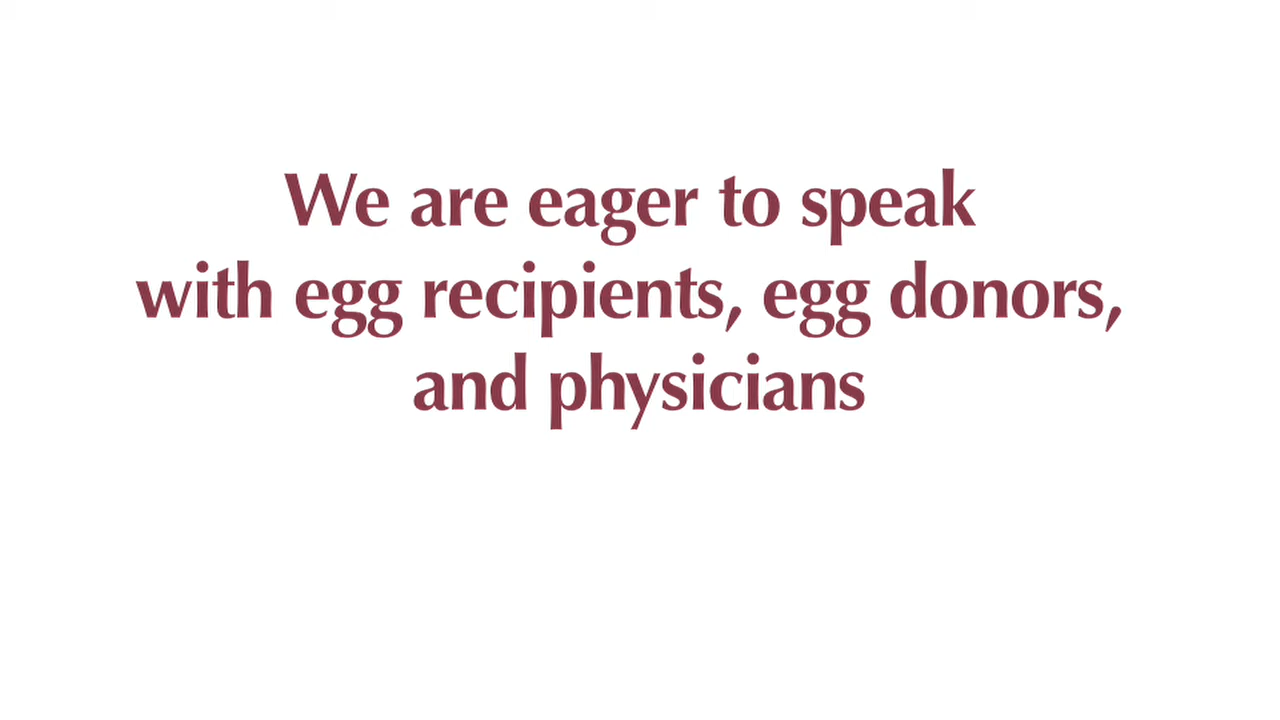 We are eager to speak
with egg recipients, egg donors,
and physicians